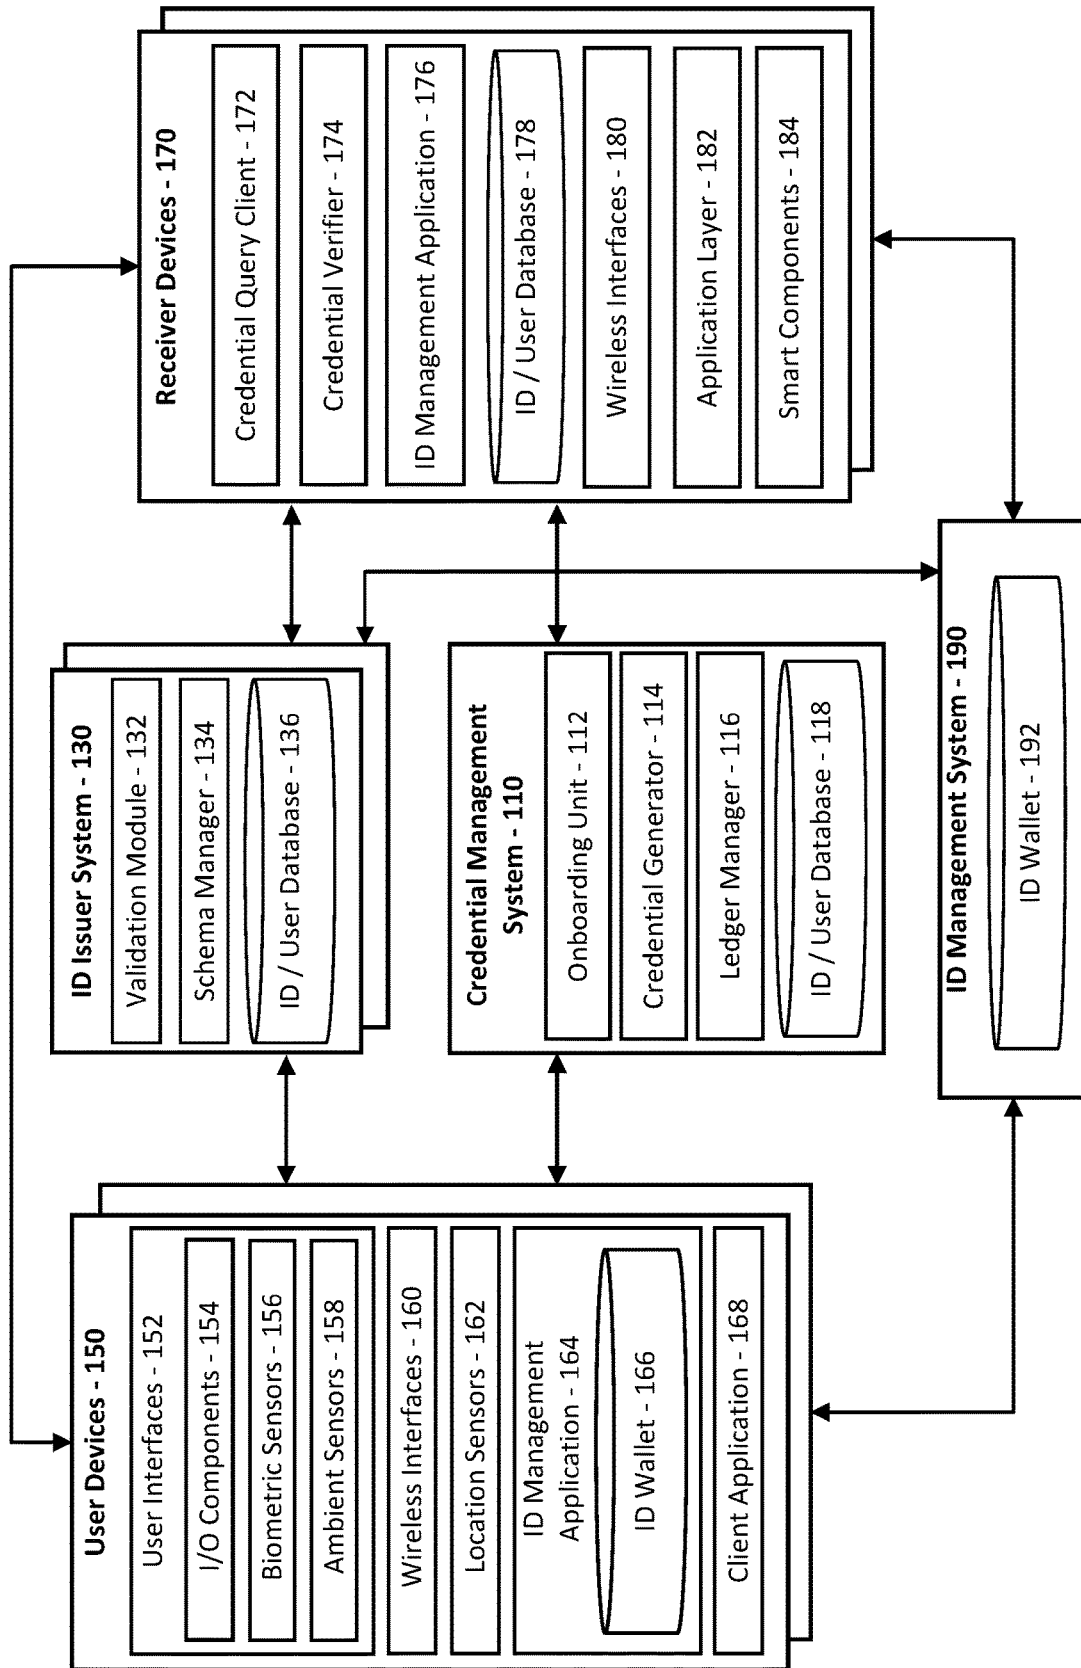 User Devices - 150
User Interfaces - 152
I/O Components - 154
Biometric Sensors - 156
Ambient Sensors - 158
Wireless Interfaces - 160
Location Sensors - 162
ID Management
Application - 164
ID Wallet - 166
Client Application - 168
ID Issuer System - 130
Validation Module - 132
Schema Manager - 134
ID / User Database - 136
Credential Management
System - 110
Onboarding Unit - 112
Credential Generator - 114
Ledger Manager - 116
ID / User Database - 118
ID Management System - 190
ID Wallet - 192
Receiver Devices - 170
Credential Query Client - 172
Credential Verifier - 174
ID Management Application - 176
ID / User Database - 178
Wireless Interfaces - 180
Application Layer - 182
Smart Components - 184